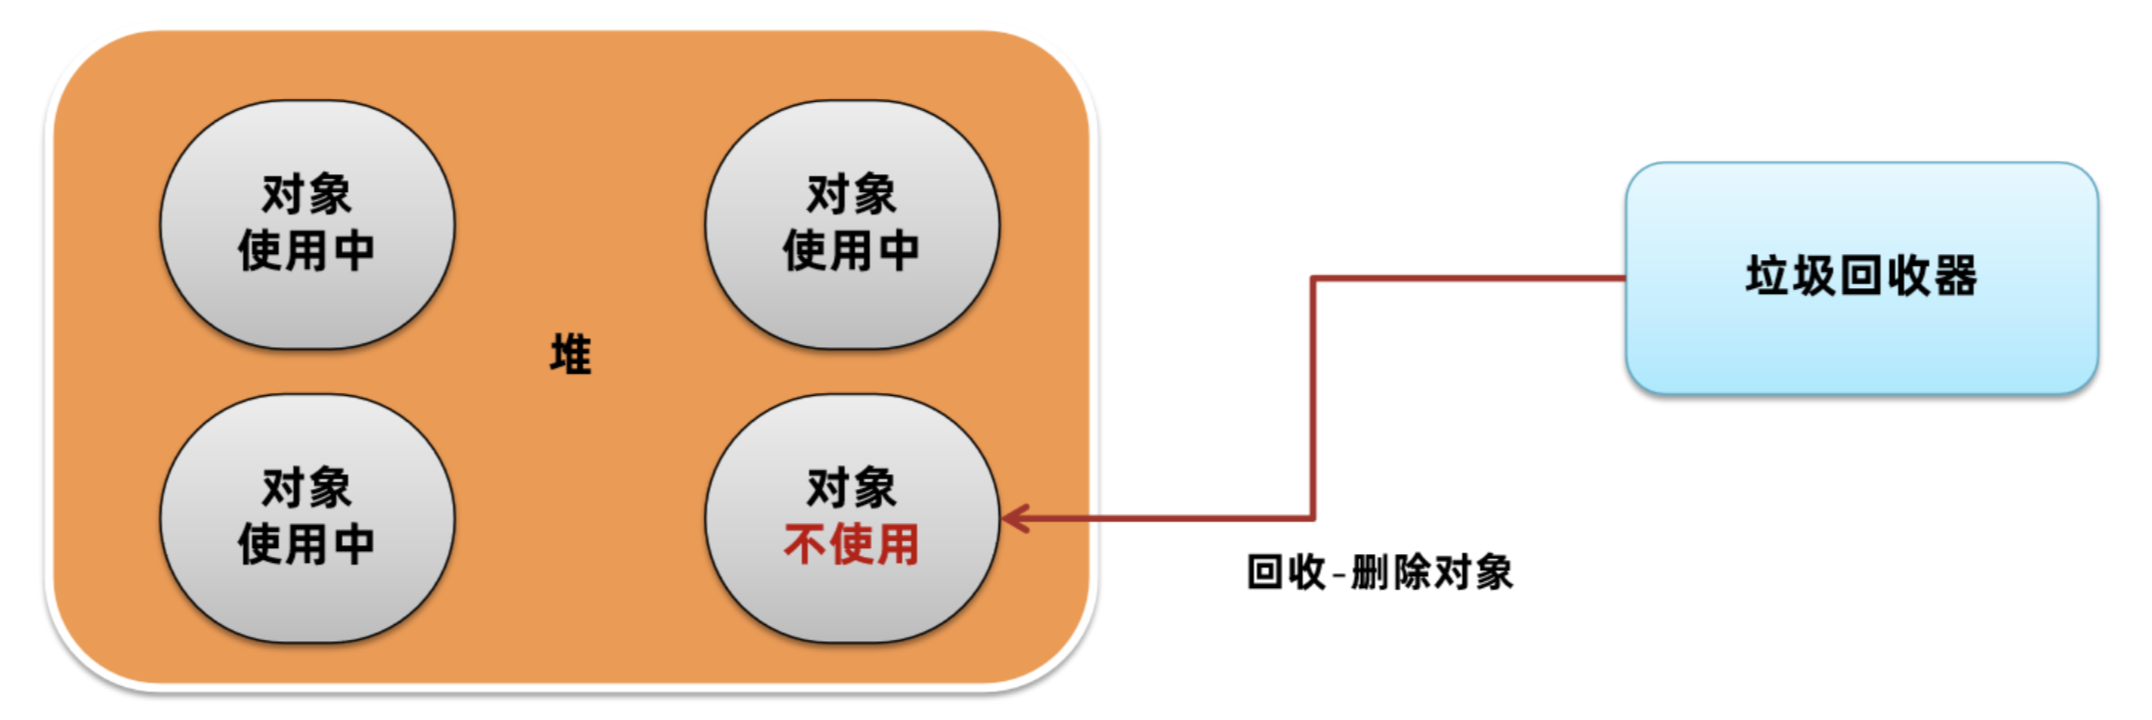 对象
使用中
对象
使用中
堆
对象
使用中
对象
不使用
垃圾回收器
回收-删除对象